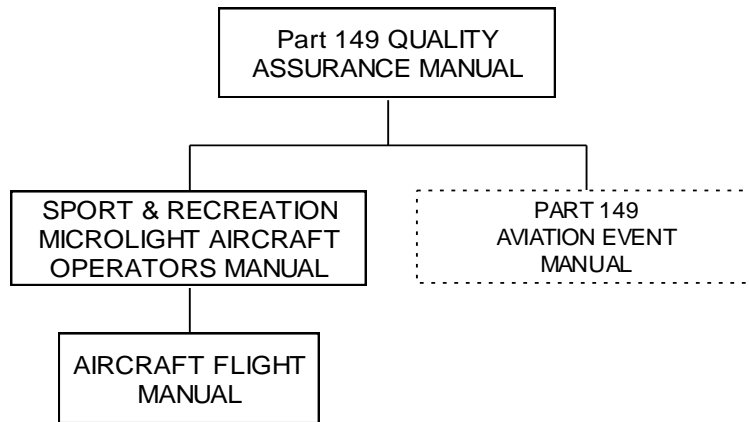 Part 149 QUALITY
ASSURANCE MANUAL
SPORT & RECREATION
MICROLIGHT AIRCRAFT
OPERATORS MANUAL
PART 149
AVIATION EVENT
MANUAL
AIRCRAFT FLIGHT
MANUAL